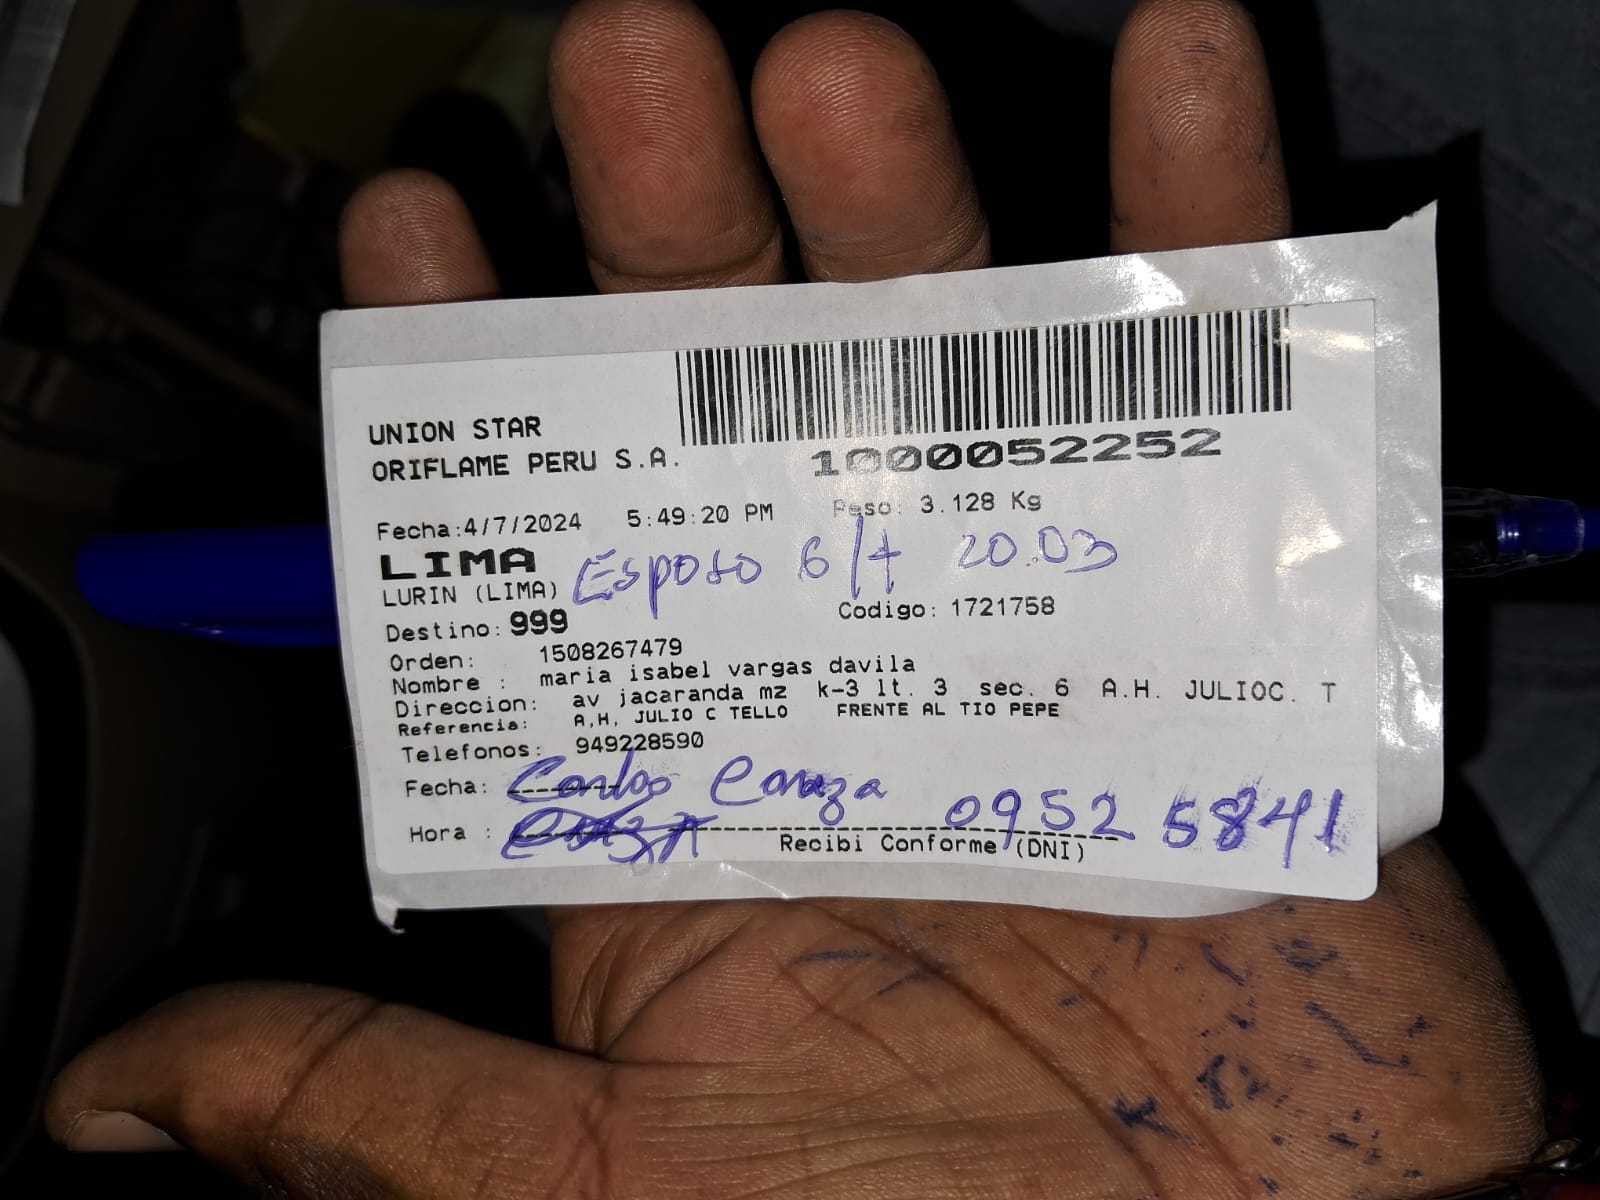 UNION STAR
ORIFLAME PERU S.A.
1000052252
Fecha:4/7/2024 5:49:20 PM Peso: 3.128 Kg
LIMA
Esposo 6/7 20.03
LURIN (LIMA)
Destino: 999 Codigo: 1721758
Orden: 1508267479
Nombre : maria isabel vargas davila
Direccion: av jacaranda mz k-3 lt. 3 sec. 6 A.H. JULIOC. T
Referencia: A,H, JULIO C TELLO FRENTE AL TIO PEPE
Telefonos: 949228590
Fecha: Carlos
Hora : 0952 5841
Recibi Conforme (DNI)